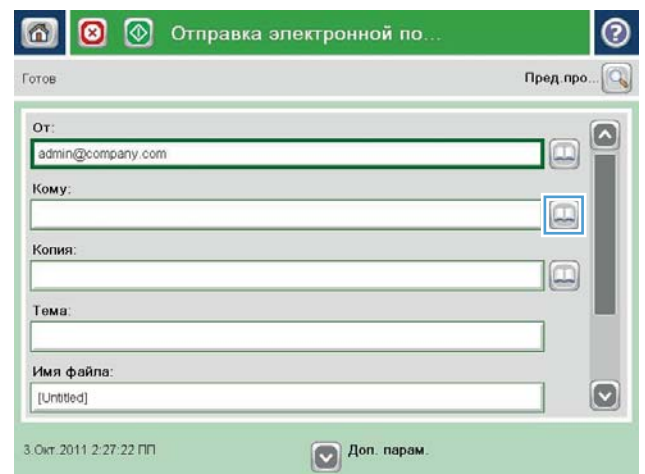 Отправка электронной по...
Готов
Пред.про...
От:
admin@company.com
Кому:
Копия:
Тема:
Имя файла:
[Untitled]
3 Окт 2011 2:27:22 ПП
Доп. парам.